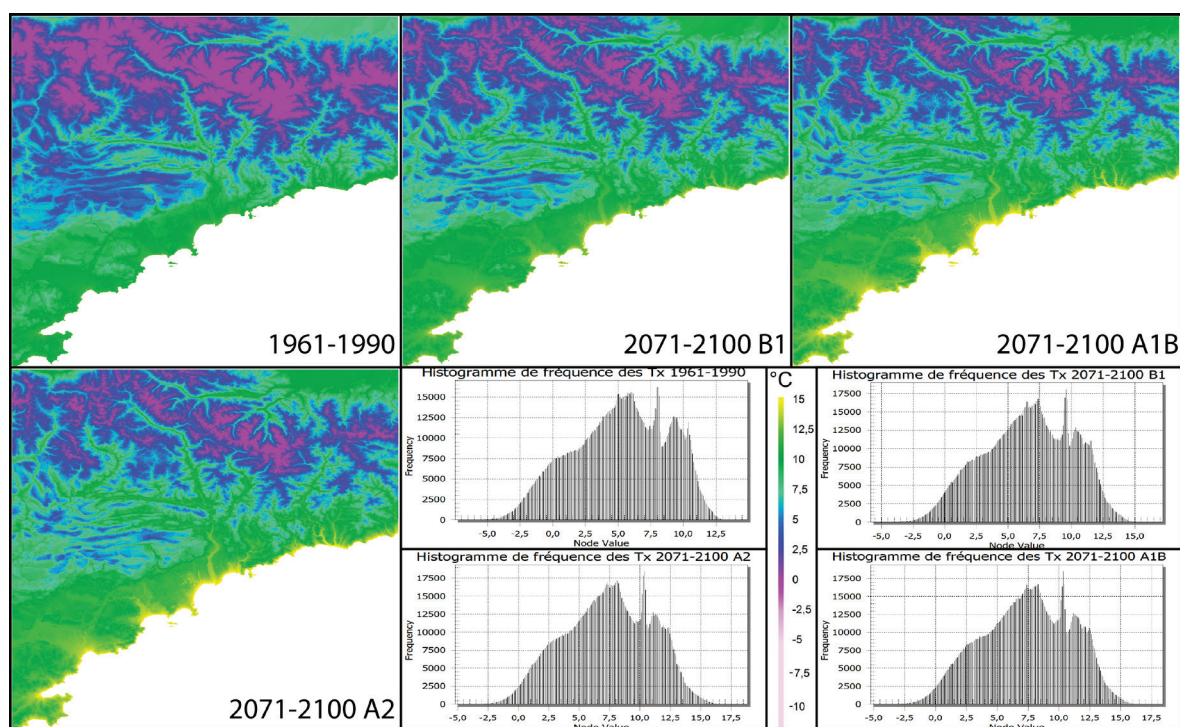 1961-1990
2071-2100 B1
2071-2100 A1B
2071-2100 A2
Histogramme de fréquence des Tx 1961-1990
Frequency
15000
12500
10000
7500
5000
2500
0
-5,0 -2,5 0,0 2,5 5,0 7,5 10,0 12,5
Node Value
°C
15
12,5
10
7,5
5
2,5
0
-2.5
-5
-7,5
-10
Histogramme de fréquence des Tx 2071-2100 B1
Frequency
17500
15000
12500
10000
7500
5000
2500
0
-5,0 -2,5 0,0 2,5 5,0 7,5 10,0 12,5 15,0
Node Value
Histogramme de fréquence des Tx 2071-2100 A2
Frequency
17500
15000
12500
10000
7500
5000
2500
0
-5,0 -2,5 0,0 2,5 5,0 7,5 10,0 12,5 15,0 17,5
Node Value
Histogramme de fréquence des Tx 2071-2100 A1B
Frequency
17500
15000
12500
10000
7500
5000
2500
0
-5,0 -2,5 0,0 2,5 5,0 7,5 10,0 12,5 15,0 17,5
Node Value